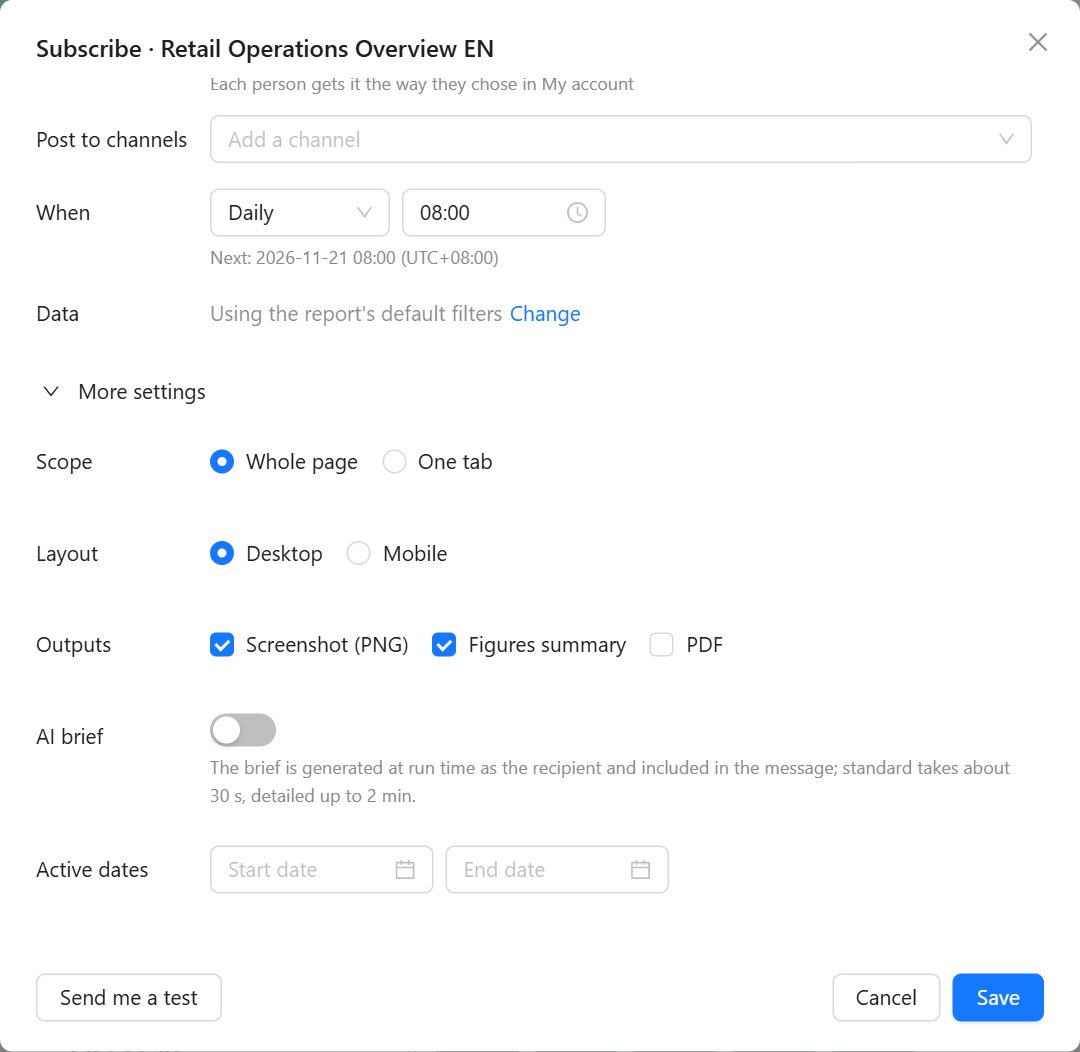 Subscribe · Retail Operations Overview EN
Each person gets it the way they chose in My account
Post to channels
Add a channel
When
Daily
08:00
Next: 2026-11-21 08:00 (UTC+08:00)
Data
Using the report's default filters Change
More settings
Scope
Whole page
One tab
Layout
Desktop
Mobile
Outputs
Screenshot (PNG)
Figures summary
PDF
AI brief
The brief is generated at run time as the recipient and included in the message; standard takes about
30 s, detailed up to 2 min.
Active dates
Start date
End date
Send me a test
Cancel
Save